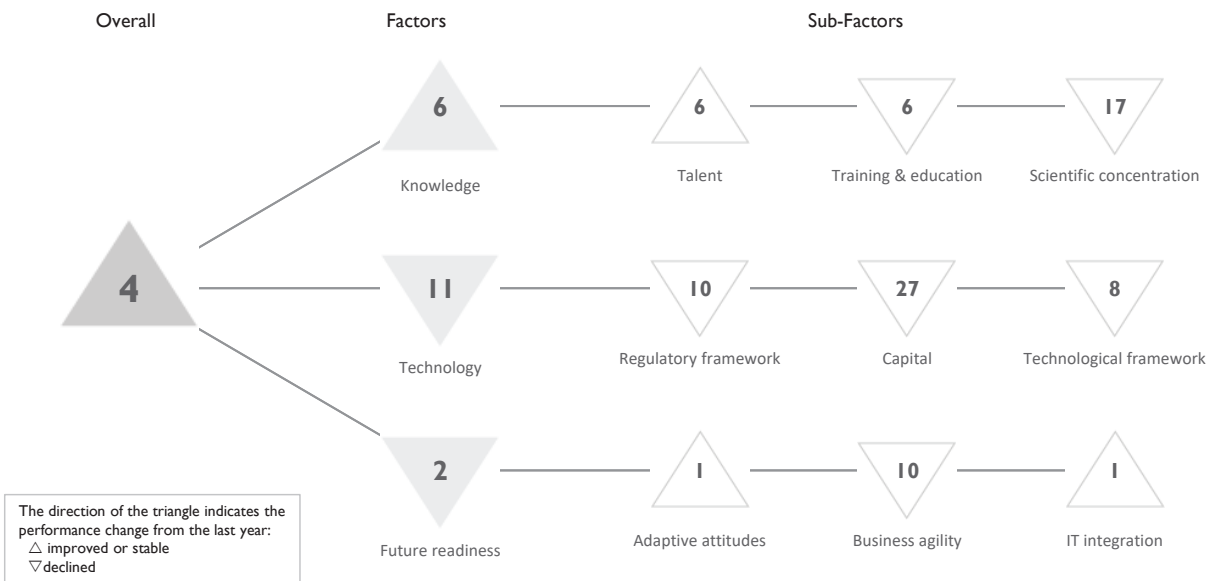 Overall Factors Sub-Factors
6 6 6 17
Knowledge Talent Training & education Scientific concentration
4 11 10 27 8
Technology Regulatory framework Capital Technological framework
2 1 10 1
Future readiness Adaptive attitudes Business agility IT integration
The direction of the triangle indicates the
performance change from the last year:
△ improved or stable
▽ declined